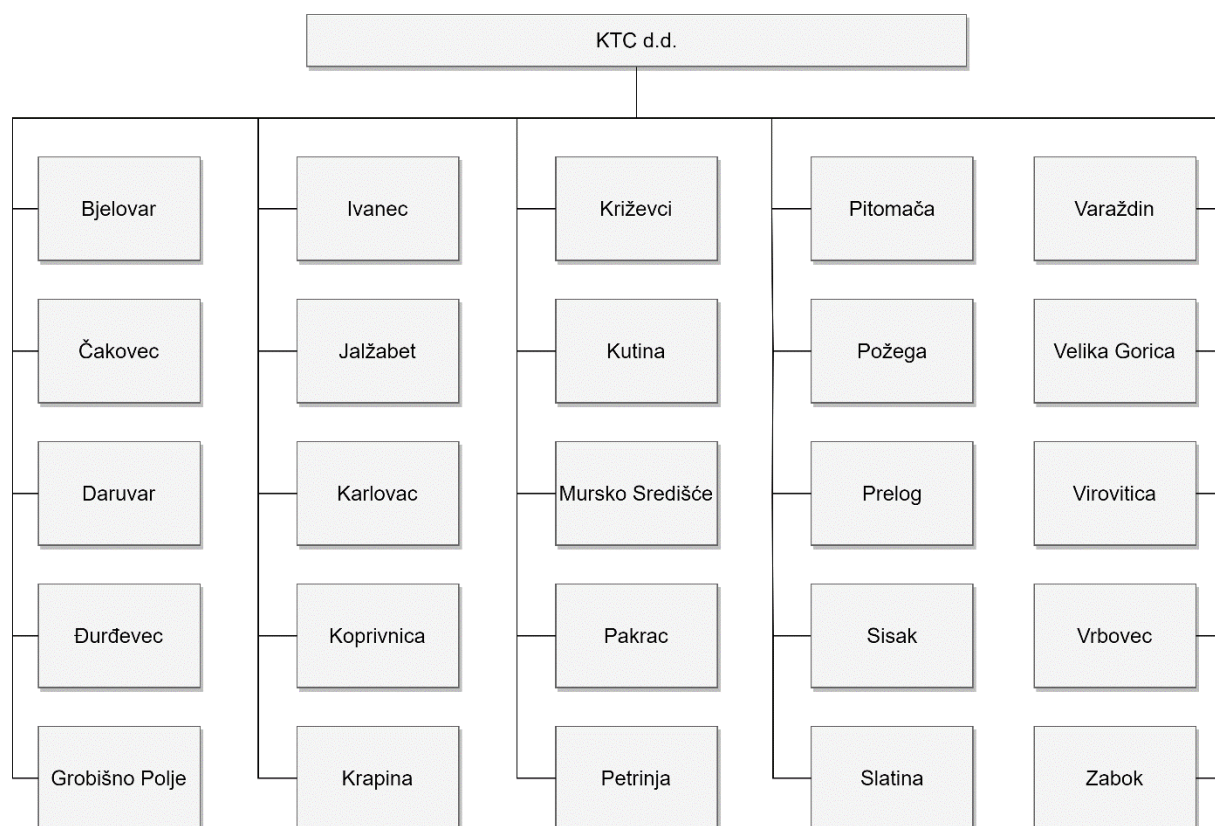 KTC d.d.
Bjelovar
Ivanec
Križevci
Pitomača
Varaždin
Čakovec
Jalžabet
Kutina
Požega
Velika Gorica
Daruvar
Karlovac
Mursko Središće
Prelog
Virovitica
Đurđevec
Koprivnica
Pakrac
Sisak
Vrbovec
Grobišno Polje
Krapina
Petrinja
Slatina
Zabok